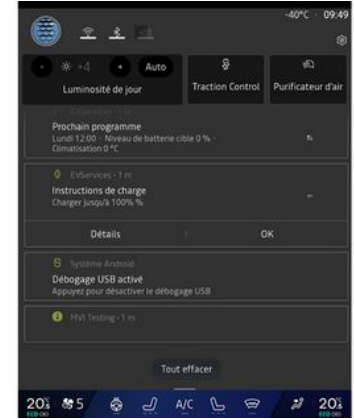 -40°C 09:49
- +4 + Auto
Luminosité de jour
Traction Control
Purificateur d'air
Prochain programme
Lundi 12:00 - Niveau de batterie cible 0 % -
Climatisation 0 °C
EVServices • 1 m
Instructions de charge
Charger jusqu'à 100% %
Détails
OK
Système Android
Débogage USB activé
Appuyez pour désactiver le débogage USB
MVI Testing • 1 m
Tout effacer
20 5 A/C 20
ECO ECO